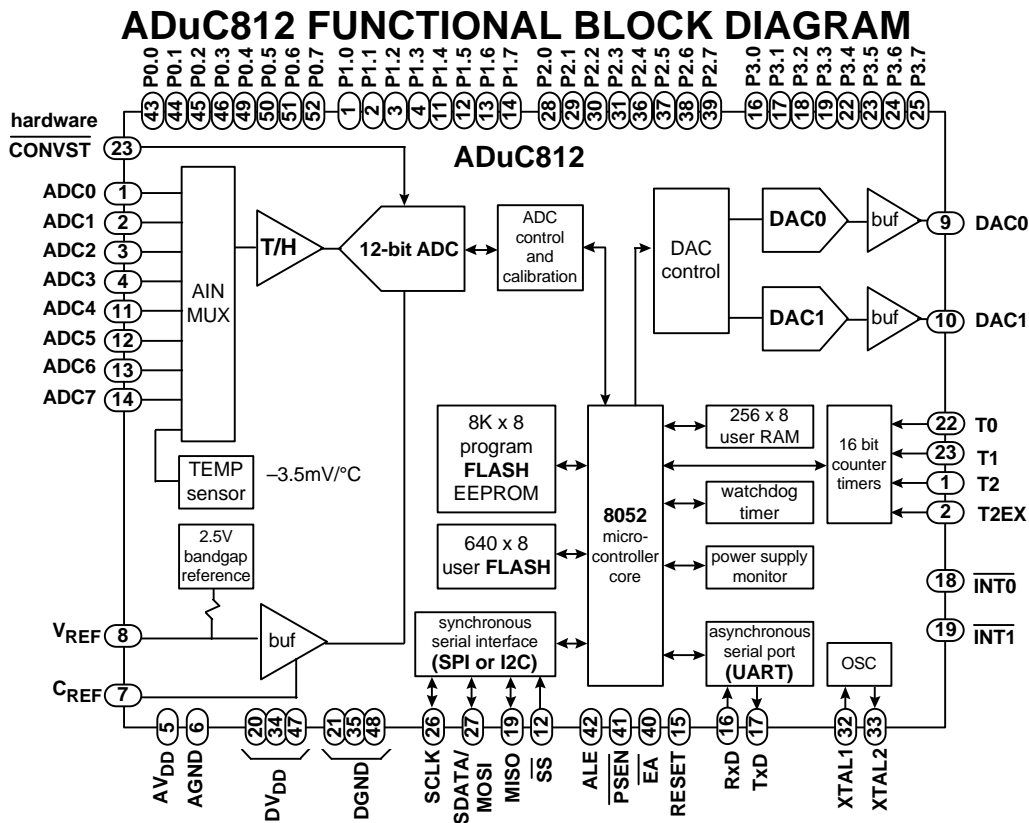 ADuC812 FUNCTIONAL BLOCK DIAGRAM
P0.0
P0.1
P0.2
P0.3
P0.4
P0.5
P0.6
P0.7
P1.0
P1.1
P1.2
P1.3
P1.4
P1.5
P1.6
P1.7
P2.0
P2.1
P2.2
P2.3
P2.4
P2.5
P2.6
P2.7
P3.0
P3.1
P3.2
P3.3
P3.4
P3.5
P3.6
P3.7
43
44
45
46
49
50
51
52
1
2
3
4
11
12
13
14
28
29
30
31
36
37
38
39
16
17
18
19
22
23
24
25
hardware
CONVST
23
ADuC812
ADC0
1
ADC1
2
ADC2
3
ADC3
4
ADC4
11
ADC5
12
ADC6
13
ADC7
14
AIN
MUX
T/H
12-bit ADC
ADC
control
and
calibration
DAC
control
DAC0
buf
9
DAC0
DAC1
buf
10
DAC1
TEMP
sensor
–3.5mV/°C
2.5V
bandgap
reference
VREF
8
buf
CREF
7
8K x 8
program
FLASH
EEPROM
640 x 8
user FLASH
synchronous
serial interface
(SPI or I2C)
8052
micro-
controller
core
256 x 8
user RAM
watchdog
timer
power supply
monitor
asynchronous
serial port
(UART)
16 bit
counter
timers
OSC
22
T0
23
T1
1
T2
2
T2EX
18
INT0
19
INT1
5
6
20
34
47
21
35
48
26
27
19
12
42
41
40
15
16
17
32
33
AVDD
AGND
DVDD
DGND
SCLK
SDATA/
MOSI
MISO
SS
ALE
PSEN
EA
RESET
RxD
TxD
XTAL1
XTAL2